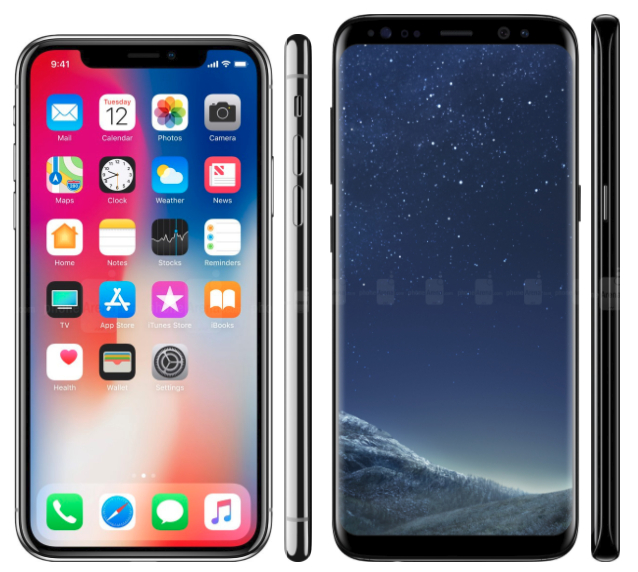 9:41
Tuesday
12
Mail
Calendar
Photos
Camera
Maps
Clock
Weather
News
Home
Notes
Stocks
Reminders
TV
App Store
iTunes Store
iBooks
Health
Wallet
Settings